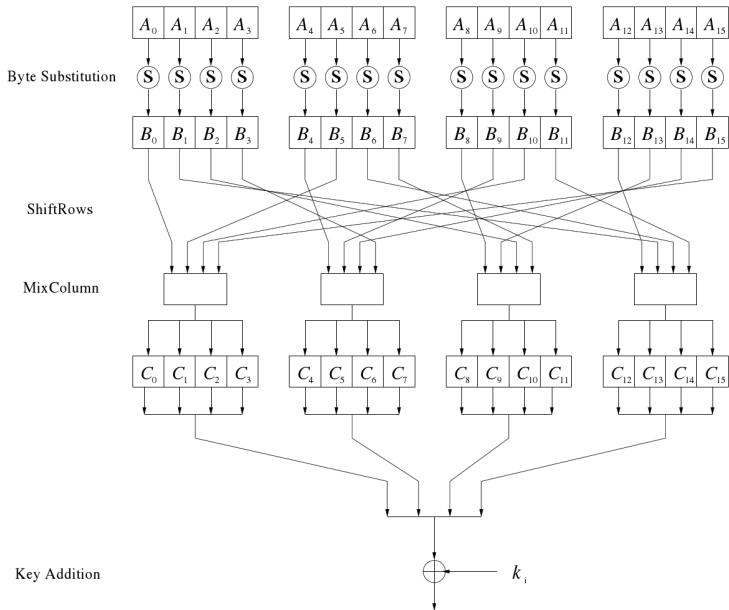 A₀ A₁ A₂ A₃ A₄ A₅ A₆ A₇ A₈ A₉ A₁₀ A₁₁ A₁₂ A₁₃ A₁₄ A₁₅
Byte Substitution S S S S S S S S S S S S S S S S
B₀ B₁ B₂ B₃ B₄ B₅ B₆ B₇ B₈ B₉ B₁₀ B₁₁ B₁₂ B₁₃ B₁₄ B₁₅
ShiftRows
MixColumn
C₀ C₁ C₂ C₃ C₄ C₅ C₆ C₇ C₈ C₉ C₁₀ C₁₁ C₁₂ C₁₃ C₁₄ C₁₅
Key Addition kᵢ